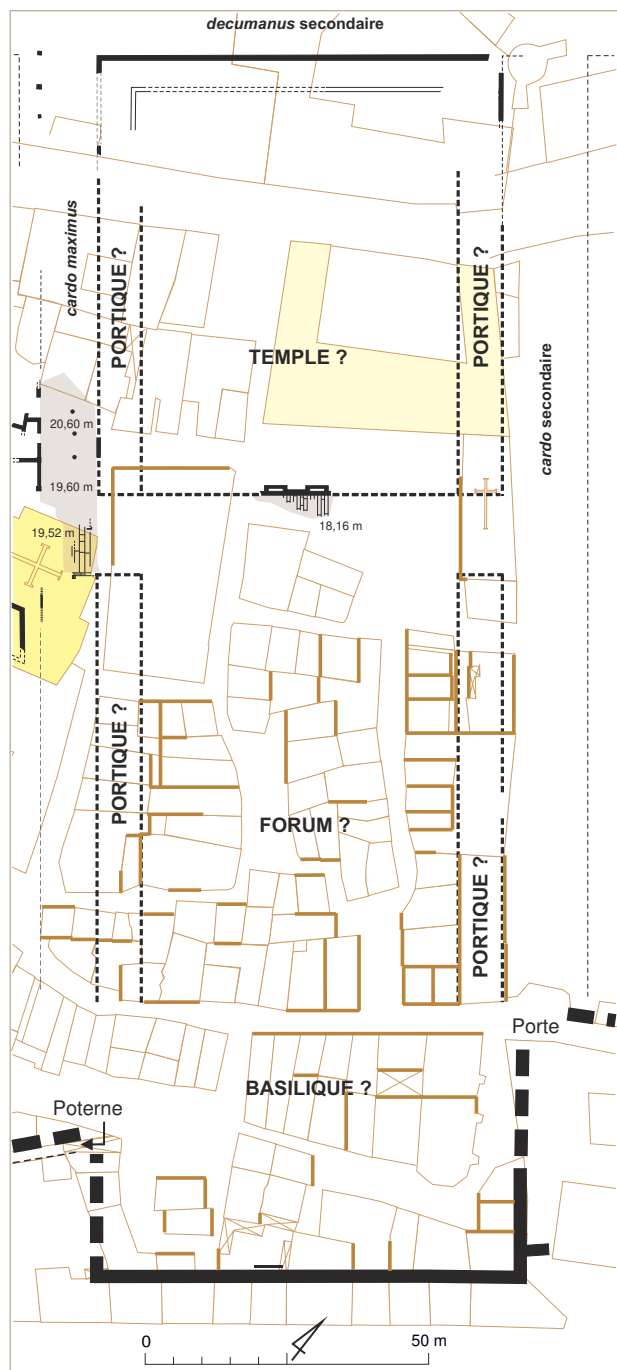 decumanus secondaire
cardo maximus
PORTIQUE ?
PORTIQUE ?
TEMPLE ?
cardo secondaire
20,60 m
19,60 m
18,16 m
19,52 m
PORTIQUE ?
FORUM ?
PORTIQUE ?
Porte
BASILIQUE ?
Poterne
0
50 m